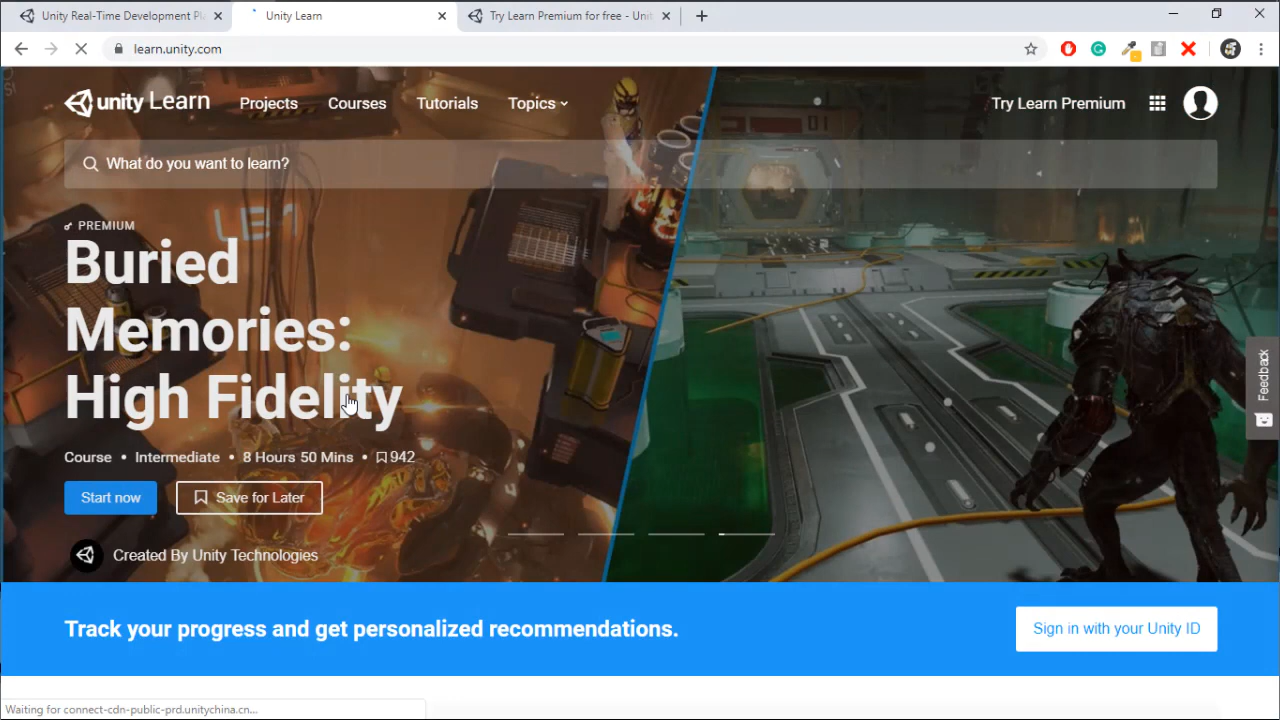 Unity Real-Time Development Pl
Unity Learn
Try Learn Premium for free - Unit
learn.unity.com
unity Learn
Projects
Courses
Tutorials
Topics
Try Learn Premium
What do you want to learn?
PREMIUM
Buried
Memories:
High Fidelity
Course • Intermediate • 8 Hours 50 Mins • 942
Start now
Save for Later
Created By Unity Technologies
Feedback
Track your progress and get personalized recommendations.
Sign in with your Unity ID
Waiting for connect-cdn-public-prd.unitychina.cn...